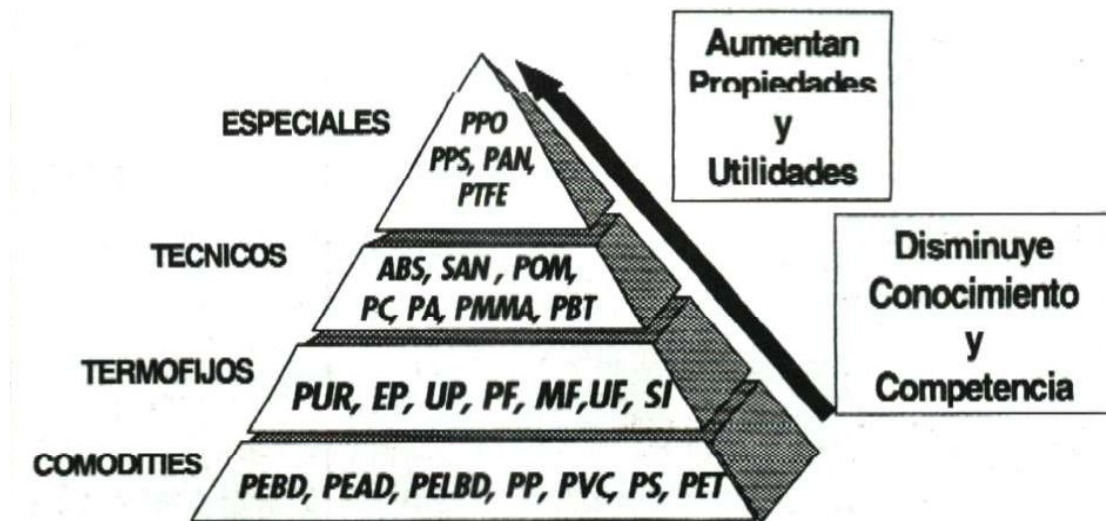 Aumentan
Propiedades
y
Utilidades
ESPECIALES
PPO
PPS, PAN,
PTFE
TECNICOS
ABS, SAN , POM,
PC, PA, PMMA, PBT
Disminuye
Conocimiento
y
Competencia
TERMOFIJOS
PUR, EP, UP, PF, MF,UF, SI
COMODITIES
PEBD, PEAD, PELBD, PP, PVC, PS, PET